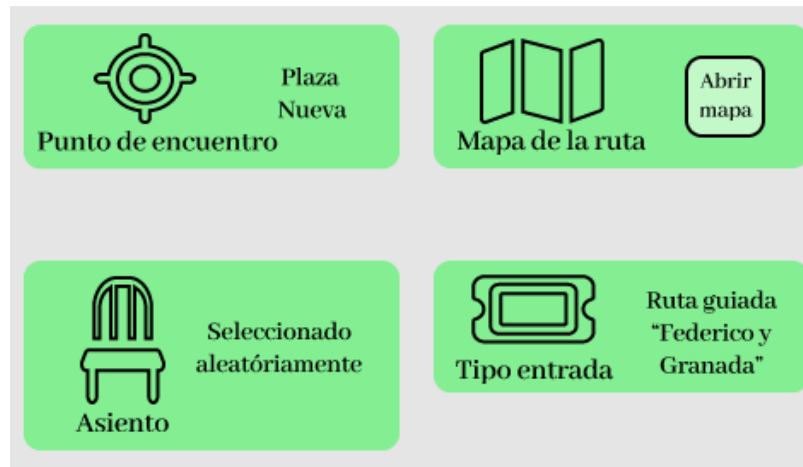 Plaza
Nueva
Punto de encuentro
Abrir
mapa
Mapa de la ruta
Seleccionado
aleatóriamente
Asiento
Ruta guiada
“Federico y
Granada”
Tipo entrada